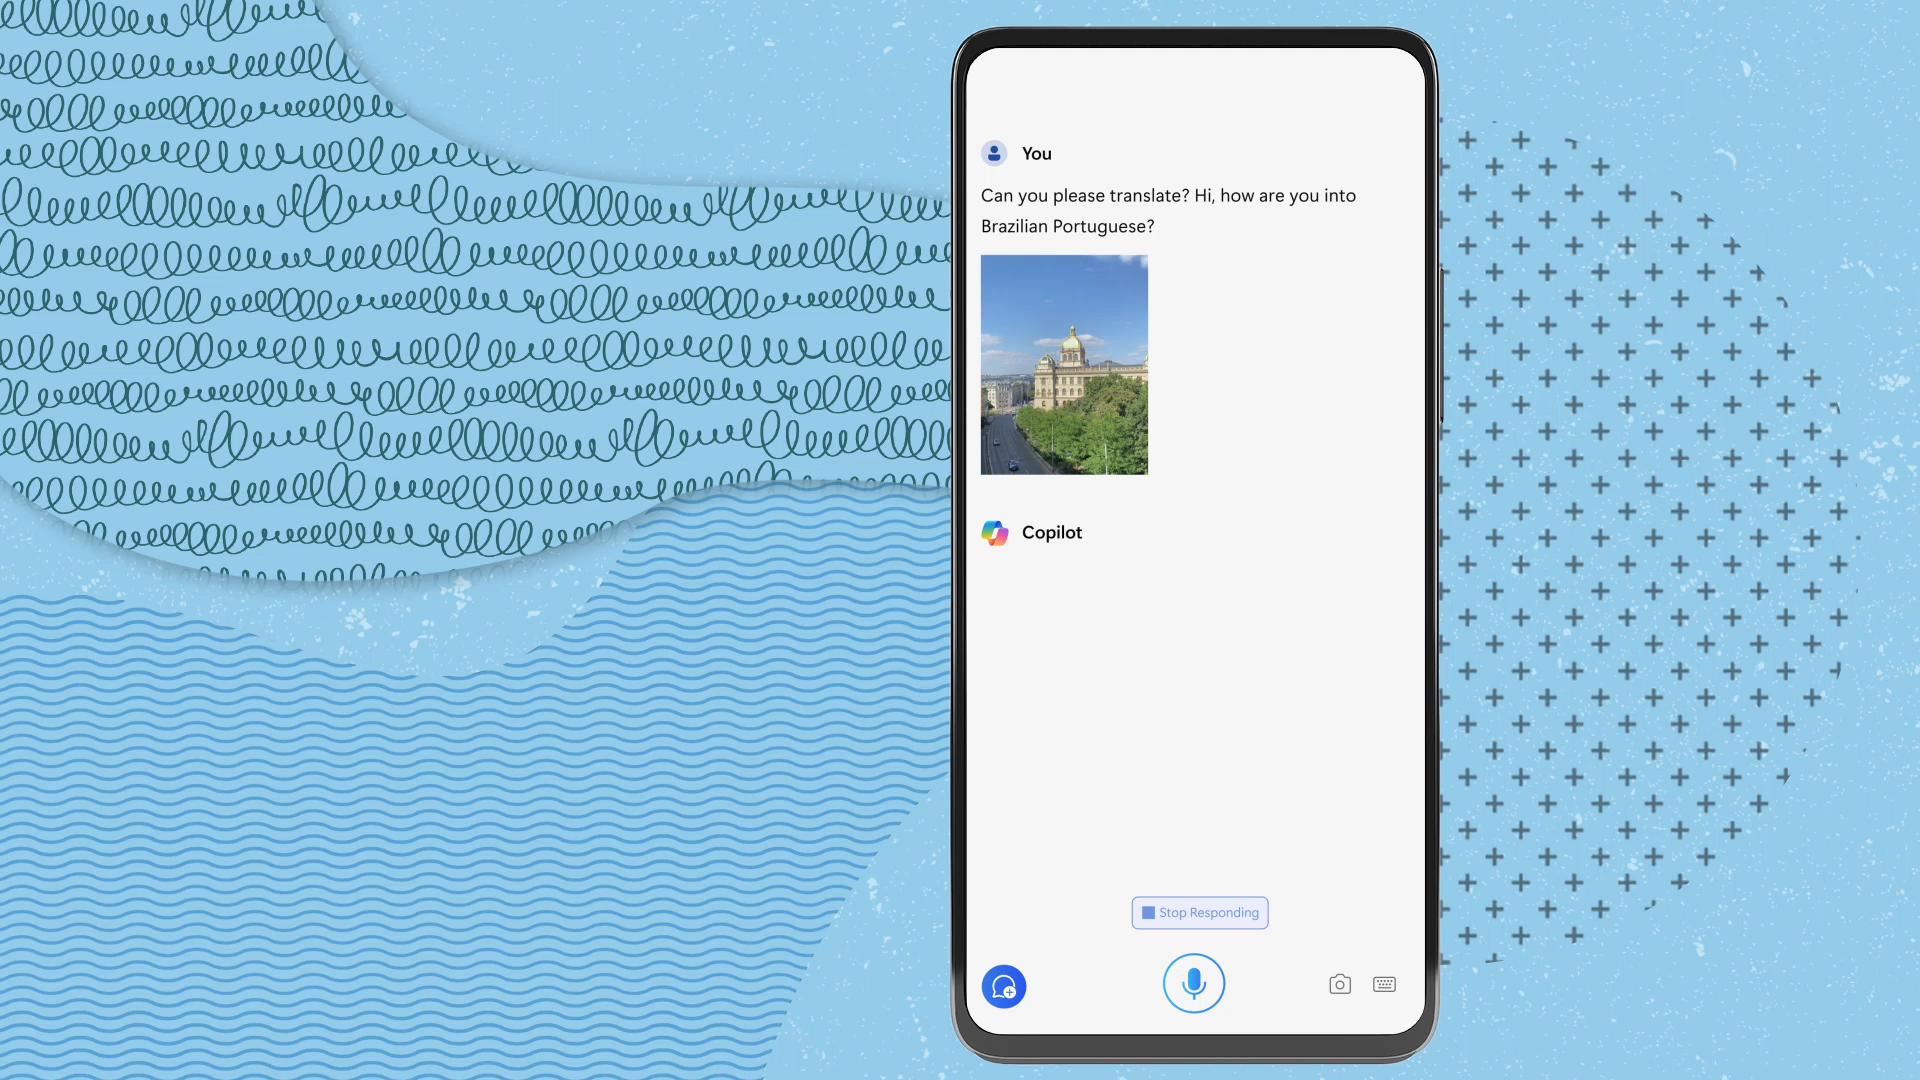 You
Can you please translate? Hi, how are you into
Brazilian Portuguese?
Copilot
Stop Responding